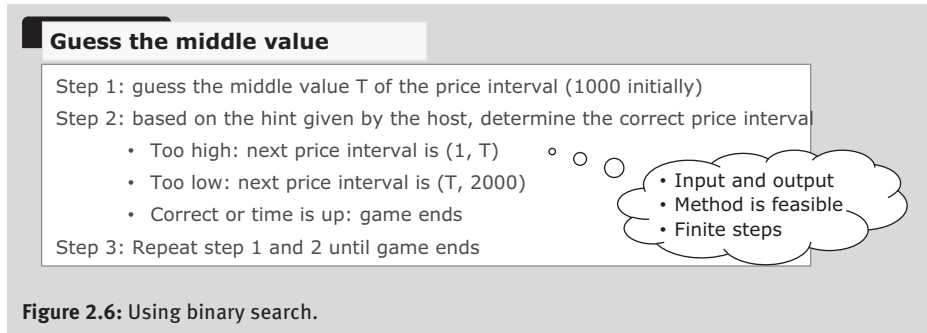 Guess the middle value
Step 1: guess the middle value T of the price interval (1000 initially)
Step 2: based on the hint given by the host, determine the correct price interval
• Too high: next price interval is (1, T)
• Too low: next price interval is (T, 2000)
• Correct or time is up: game ends
Step 3: Repeat step 1 and 2 until game ends
• Input and output
• Method is feasible
• Finite steps
Figure 2.6: Using binary search.